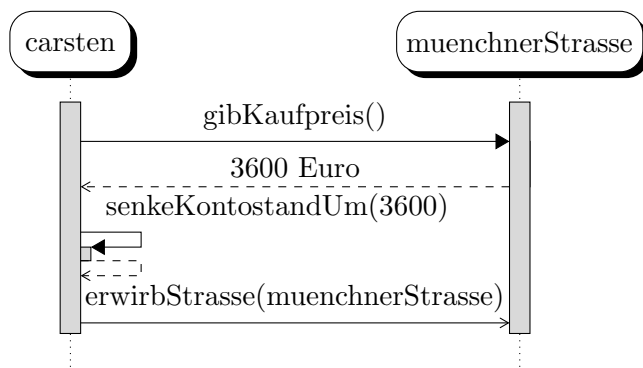 carsten
muenchnerStrasse
gibKaufpreis()
3600 Euro
senkeKontostandUm(3600)
erwirbStrasse(muenchnerStrasse)